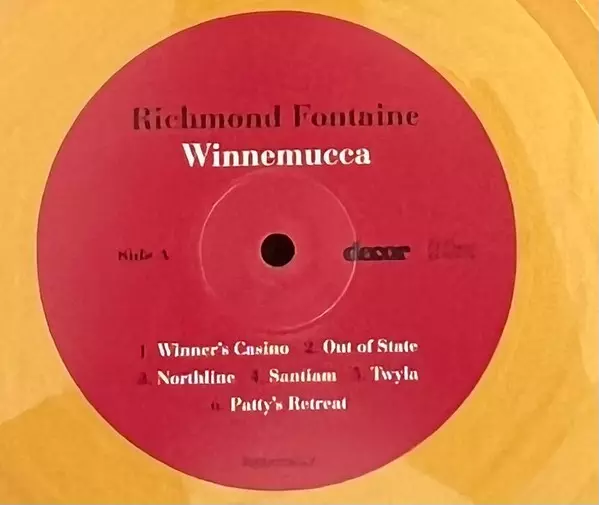 Richmond Fontaine
Winnemucca
Side A decor
1. Winner's Casino 2. Out of State
3. Northline 4. Santiam 5. Twyla
6. Patty's Retreat